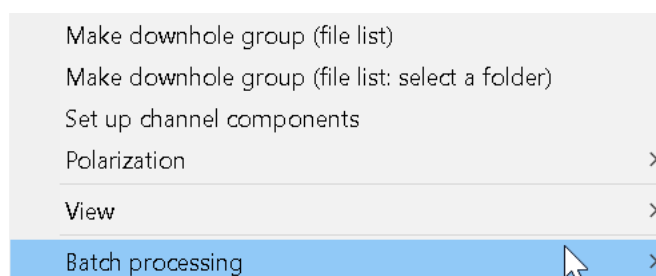 Make downhole group (file list)
Make downhole group (file list: select a folder)
Set up channel components
Polarization
View
Batch processing